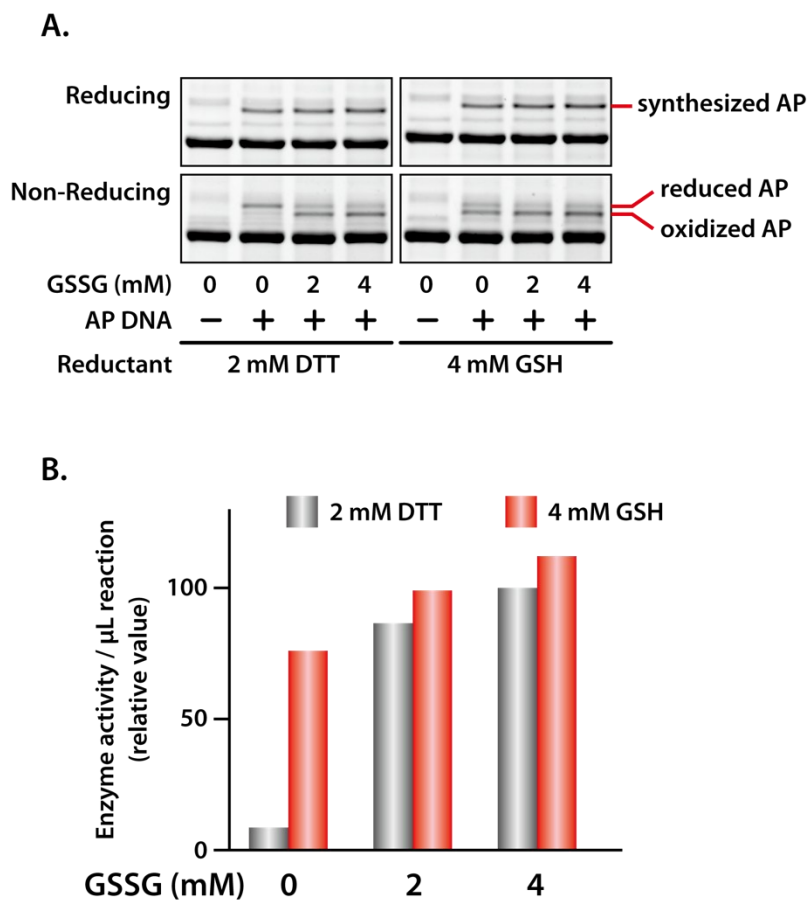 A.
Reducing
synthesized AP
Non-Reducing
reduced AP
oxidized AP
GSSG (mM) 0 0 2 4 0 0 2 4
AP DNA − + + + − + + +
Reductant 2 mM DTT 4 mM GSH
B.
2 mM DTT 4 mM GSH
Enzyme activity / µL reaction
(relative value)
100
50
0
GSSG (mM) 0 2 4